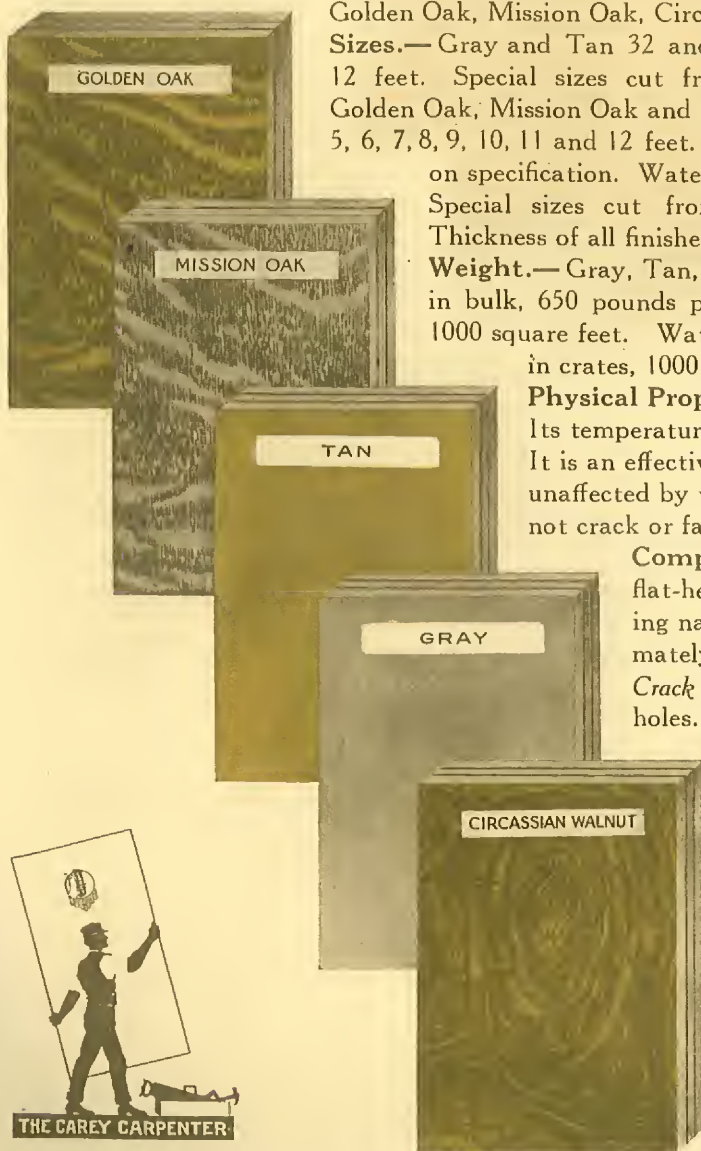 Golden Oak, Mission Oak, Circ
Sizes.— Gray and Tan 32 and
12 feet. Special sizes cut fr
Golden Oak, Mission Oak and
5, 6, 7, 8, 9, 10, 11 and 12 feet.
on specification. Wate
Special sizes cut fro
Thickness of all finishe
Weight.— Gray, Tan,
in bulk, 650 pounds p
1000 square feet. Wa
in crates, 1000
Physical Prop
Its temperatur
It is an effectiv
unaffected by
not crack or fa
Comp
flat-he
ing na
mately
Crack
holes.
GOLDEN OAK
MISSION OAK
TAN
GRAY
CIRCASSIAN WALNUT
THE CAREY CARPENTER